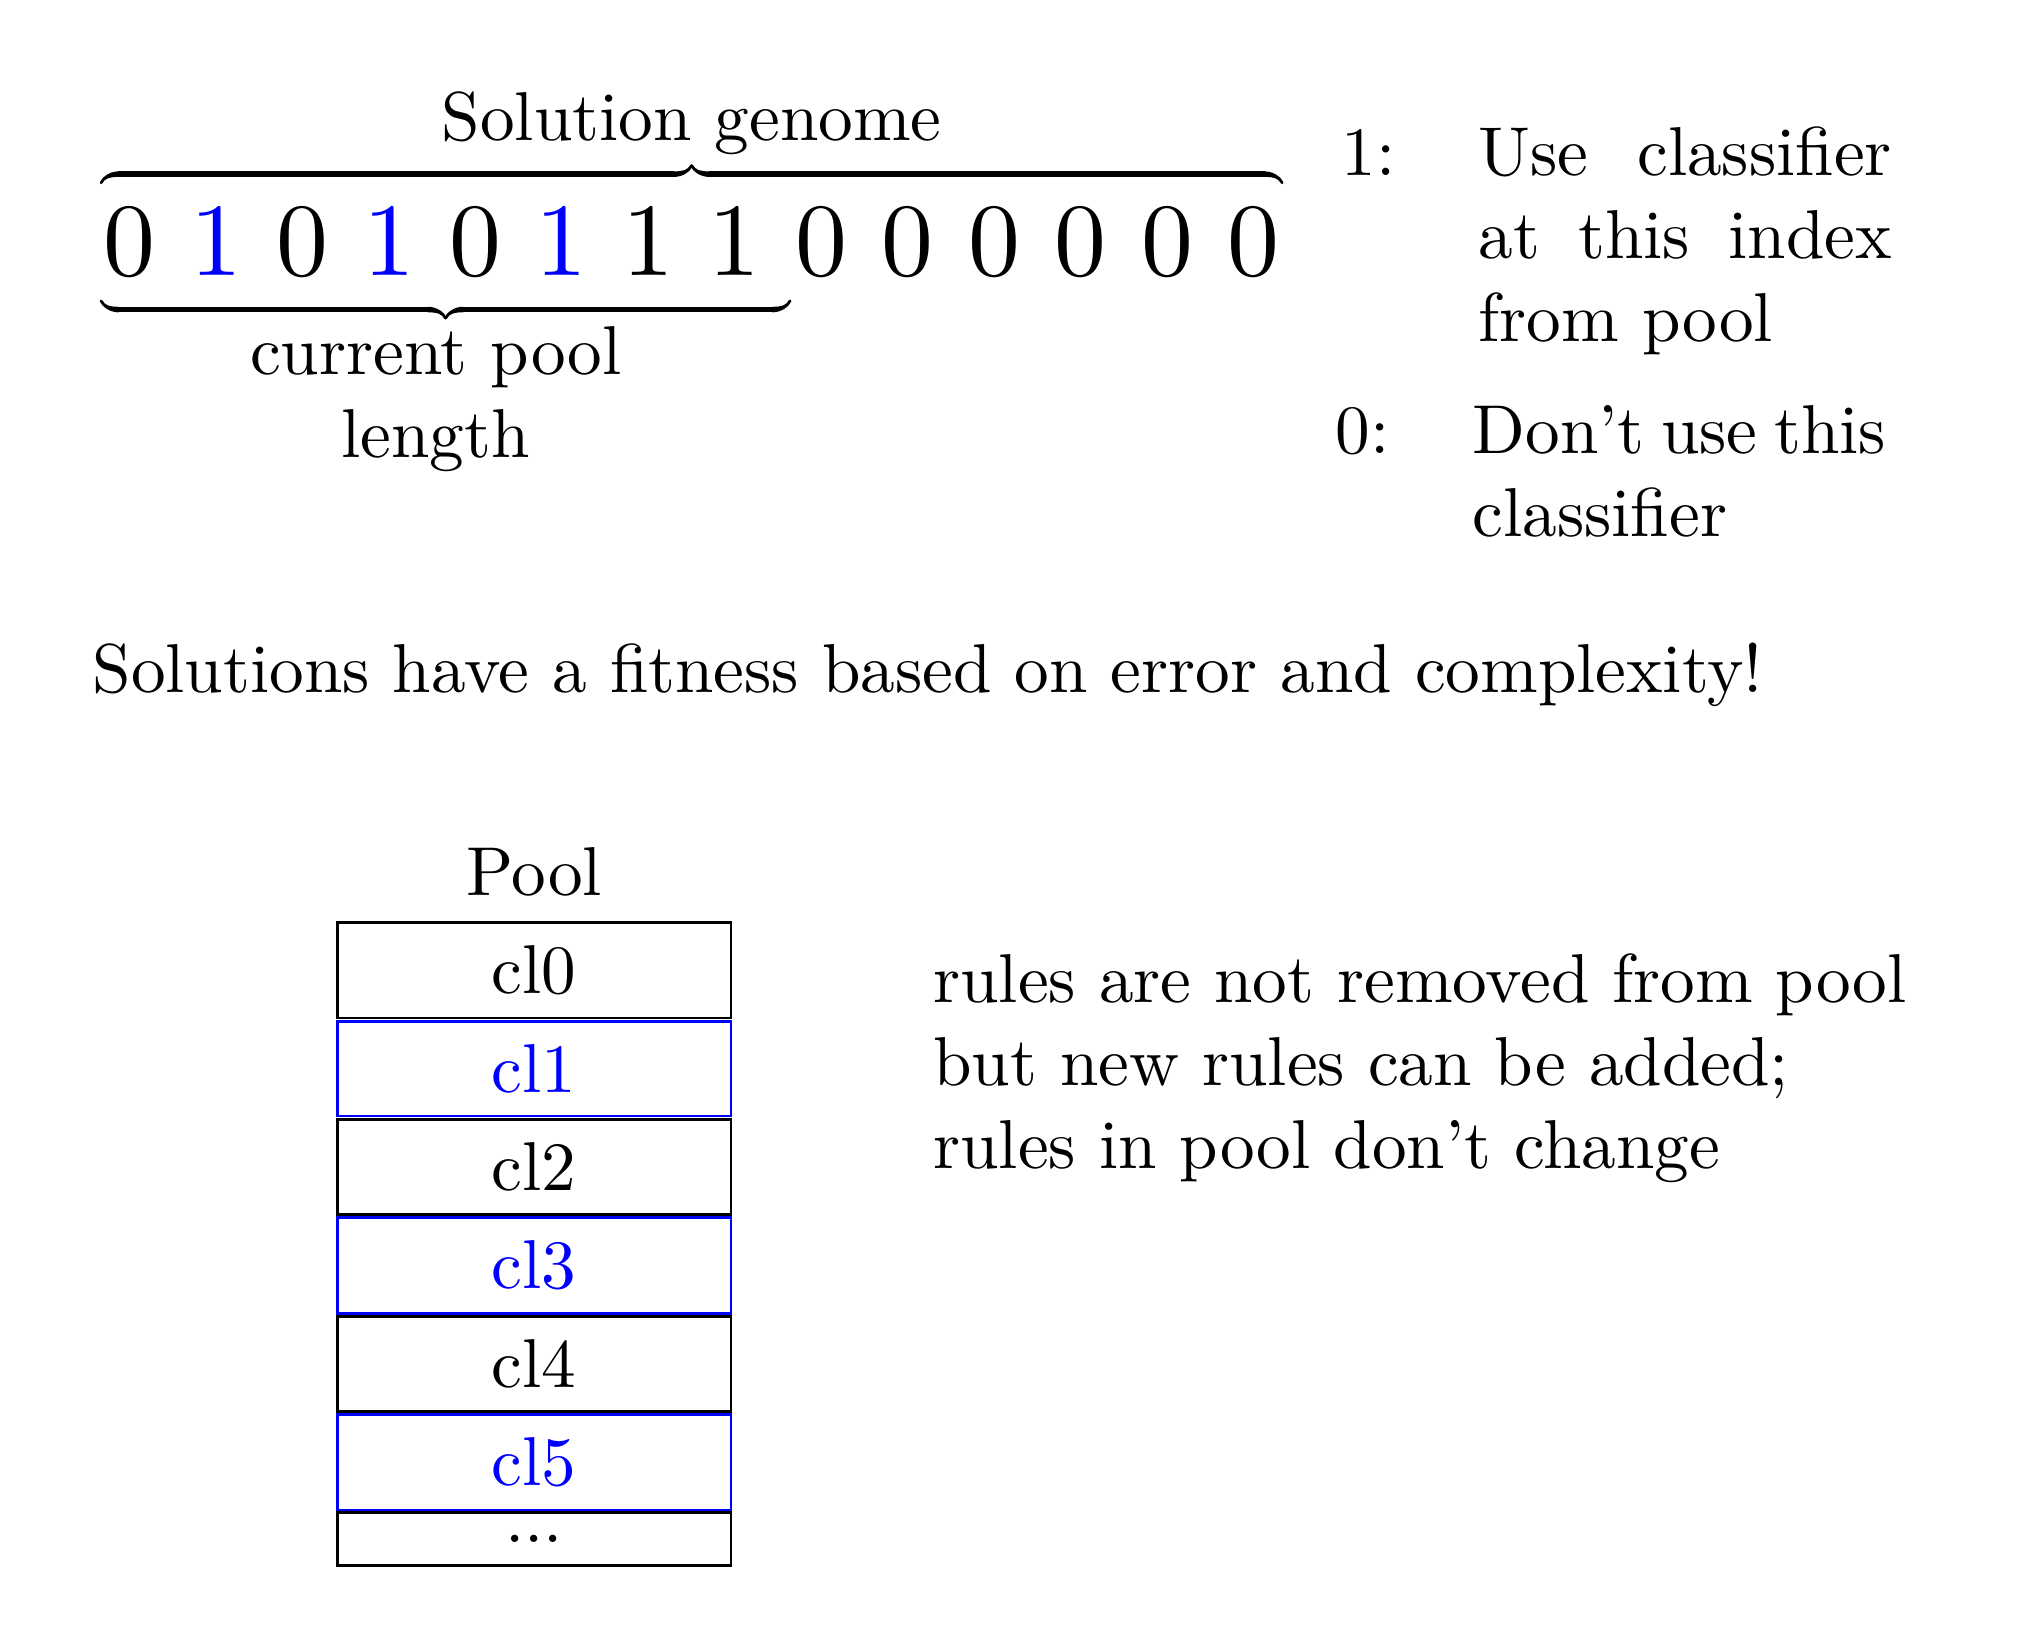 Solution genome
0 1 0 1 0 1 1 1 0 0 0 0 0 0
current pool
length
1: Use classifier
at this index
from pool
0: Don't use this
classifier
Solutions have a fitness based on error and complexity!
Pool
cl0
cl1
cl2
cl3
cl4
cl5
...
rules are not removed from pool
but new rules can be added;
rules in pool don't change